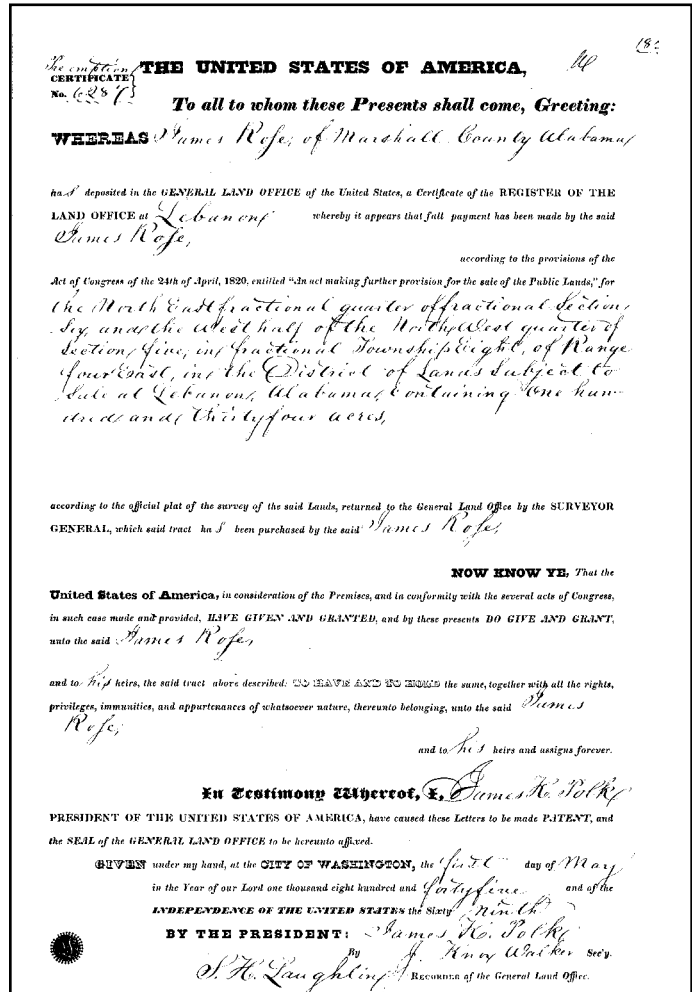 18
Pre emption
THE UNITED STATES OF AMERICA,
CERTIFICATE
No. 6287
To all to whom these Presents shall come, Greeting:
WHEREAS James Rose, of Marshall County Alabama
has deposited in the GENERAL LAND OFFICE of the United States, a Certificate of the REGISTER OF THE
LAND OFFICE at Lebanon whereby it appears that full payment has been made by the said
James Rose,
according to the provisions of the
Act of Congress of the 24th of April, 1820, entitled “An act making further provision for the sale of the Public Lands,” for
the North East fractional quarter of fractional Section
Six, and the West half of the North West quarter of
Section five, in fractional Township Eight, of Range
four East, in the District of Lands Subject to
Sale at Lebanon, Alabama, Containing One hun-
dred and thirty four acres,
according to the official plat of the survey of the said Lands, returned to the General Land Office by the SURVEYOR
GENERAL, which said tract has been purchased by the said James Rose,
NOW KNOW YE, That the
United States of America, in consideration of the Premises, and in conformity with the several acts of Congress,
in such case made and provided, HAVE GIVEN AND GRANTED, and by these presents DO GIVE AND GRANT,
unto the said James Rose,
and to his heirs, the said tract above described: TO HAVE AND TO HOLD the same, together with all the rights,
privileges, immunities, and appurtenances of whatsoever nature, thereunto belonging, unto the said James
Rose,
and to his heirs and assigns forever.
In Testimony Whereof, I, James K. Polk
PRESIDENT OF THE UNITED STATES OF AMERICA, have caused these Letters to be made PATENT, and
the SEAL of the GENERAL LAND OFFICE to be hereunto affixed.
GIVEN under my hand, at the CITY OF WASHINGTON, the first day of May
in the Year of our Lord one thousand eight hundred and forty five and of the
INDEPENDENCE OF THE UNITED STATES the Sixty ninth
BY THE PRESIDENT: James K. Polk
By J. Knox Walker Sec'y.
S. H. Laughlin RECORDER of the General Land Office.